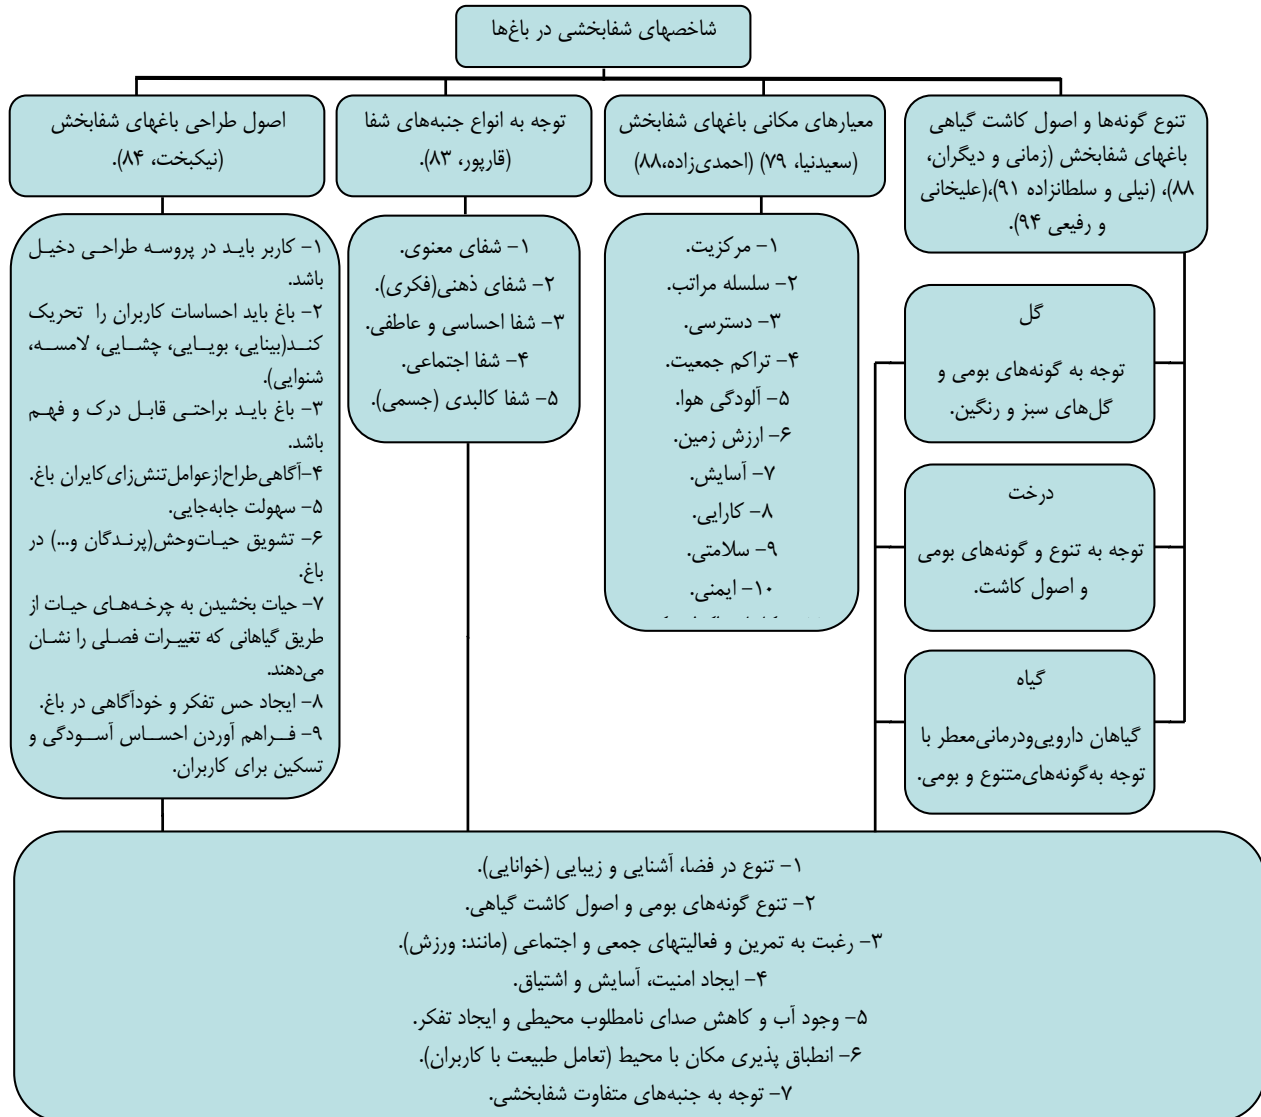 شاخصهای شفابخشی در باغ‌ها
تنوع گونه‌ها و اصول کاشت گیاهی
باغهای شفابخش (زمانی و دیگران،
۸۸)، (نیلی و سلطانزاده ۹۱)،(علیخانی
و رفیعی ۹۴).
معیارهای مکانی باغهای شفابخش
(سعیدنیا، ۷۹) (احمدی‌زاده،۸۸)
توجه به انواع جنبه‌های شفا
(قارپور، ۸۳).
اصول طراحی باغهای شفابخش
(نیکبخت، ۸۴).
گل
توجه به گونه‌های بومی و
گل‌های سبز و رنگین.
درخت
توجه به تنوع و گونه‌های بومی
و اصول کاشت.
گیاه
گیاهان دارویی‌ودرمانی‌معطر با
توجه به‌گونه‌های‌متنوع و بومی.
۱- مرکزیت.
۲- سلسله مراتب.
۳- دسترسی.
۴- تراکم جمعیت.
۵- آلودگی هوا.
۶- ارزش زمین.
۷- آسایش.
۸- کارایی.
۹- سلامتی.
۱۰- ایمنی.
۱- شفای معنوی.
۲- شفای ذهنی(فکری).
۳- شفا احساسی و عاطفی.
۴- شفا اجتماعی.
۵- شفا کالبدی (جسمی).
۱- کاربر باید در پروسه طراحی دخیل
باشد.
۲- باغ باید احساسات کاربران را تحریک
کند(بینایی، بویایی، چشایی، لامسه،
شنوایی).
۳- باغ باید براحتی قابل درک و فهم
باشد.
۴-آگاهی‌طراح‌ازعوامل‌تنش‌زای‌کایران باغ.
۵- سهولت جابه‌جایی.
۶- تشویق حیات‌وحش(پرندگان و...) در
باغ.
۷- حیات بخشیدن به چرخه‌های حیات از
طریق گیاهانی که تغییرات فصلی را نشان
می‌دهند.
۸- ایجاد حس تفکر و خودآگاهی در باغ.
۹- فراهم آوردن احساس آسودگی و
تسکین برای کاربران.
۱- تنوع در فضا، آشنایی و زیبایی (خوانایی).
۲- تنوع گونه‌های بومی و اصول کاشت گیاهی.
۳- رغبت به تمرین و فعالیتهای جمعی و اجتماعی (مانند: ورزش).
۴- ایجاد امنیت، آسایش و اشتیاق.
۵- وجود آب و کاهش صدای نامطلوب محیطی و ایجاد تفکر.
۶- انطباق پذیری مکان با محیط (تعامل طبیعت با کاربران).
۷- توجه به جنبه‌های متفاوت شفابخشی.